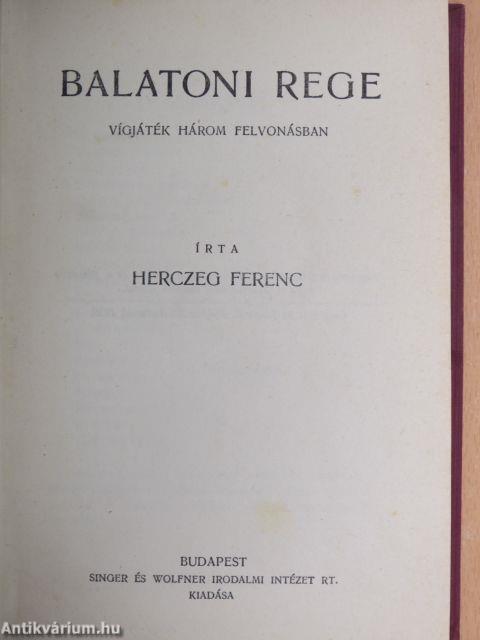 BALATONI REGE
VÍGJÁTÉK HÁROM FELVONÁSBAN
ÍRTA
HERCZEG FERENC
BUDAPEST
SINGER ÉS WOLFNER IRODALMI INTÉZET RT.
KIADÁSA
Antikvárium.hu